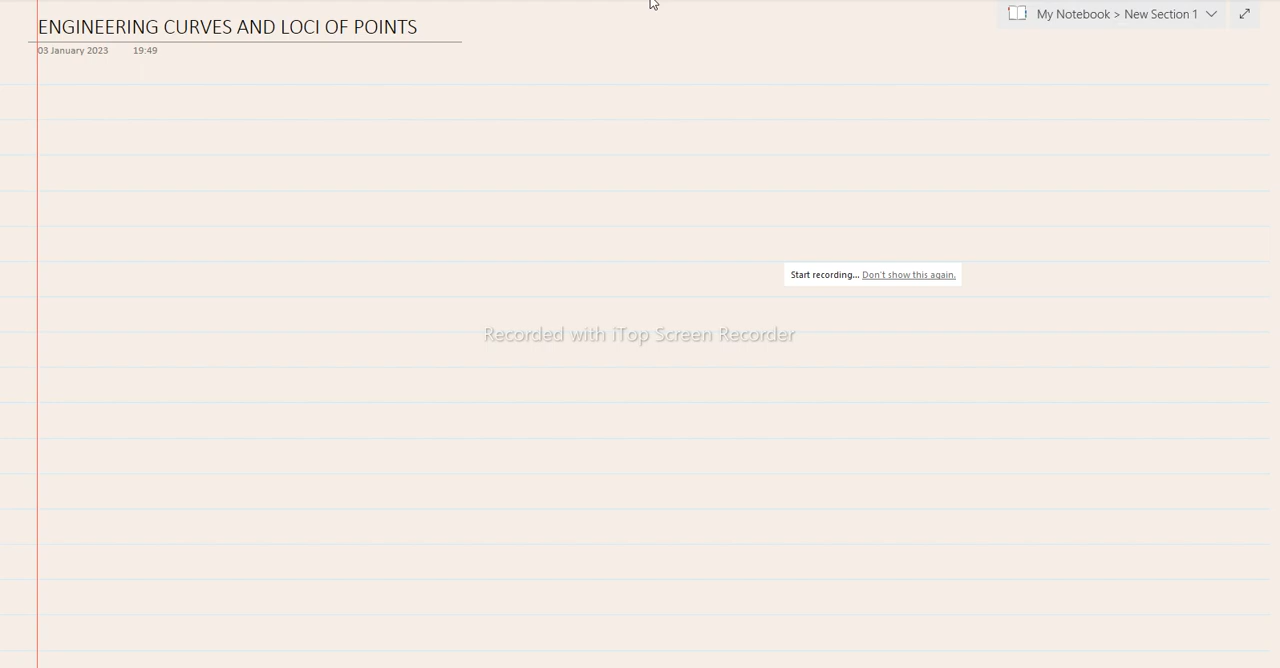 ENGINEERING CURVES AND LOCI OF POINTS
03 January 2023 19:49
My Notebook > New Section 1
Start recording... Don't show this again.
Recorded with iTop Screen Recorder